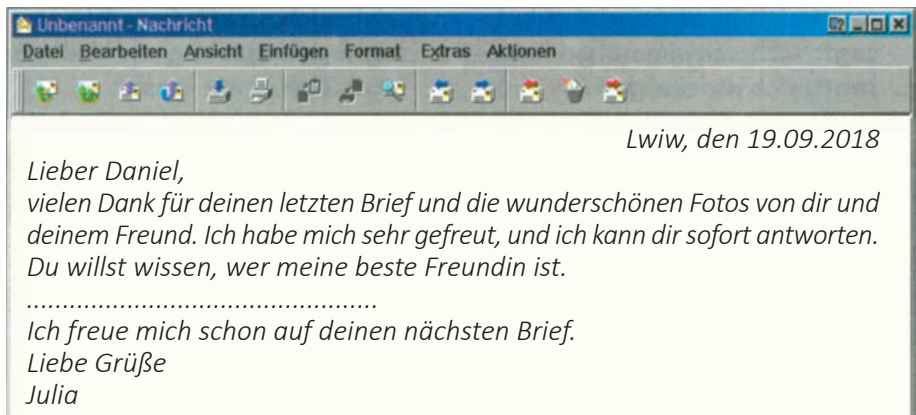 Unbenannt - Nachricht
Datei Bearbeiten Ansicht Einfügen Format Extras Aktionen
Lwiw, den 19.09.2018
Lieber Daniel,
vielen Dank für deinen letzten Brief und die wunderschönen Fotos von dir und
deinem Freund. Ich habe mich sehr gefreut, und ich kann dir sofort antworten.
Du willst wissen, wer meine beste Freundin ist.
.................................................
Ich freue mich schon auf deinen nächsten Brief.
Liebe Grüße
Julia